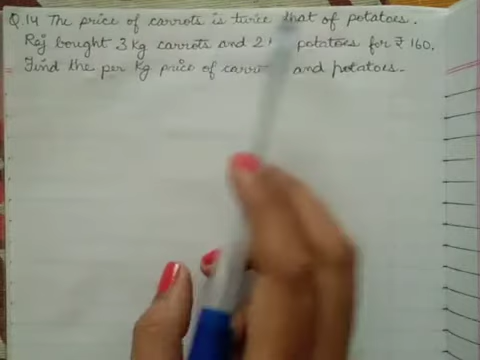 Q.14 The price of carrots is twice that of potatoes.
Raj bought 3 kg carrots and 2 potatoes for ₹ 160.
Find the per kg price of and potatoes.